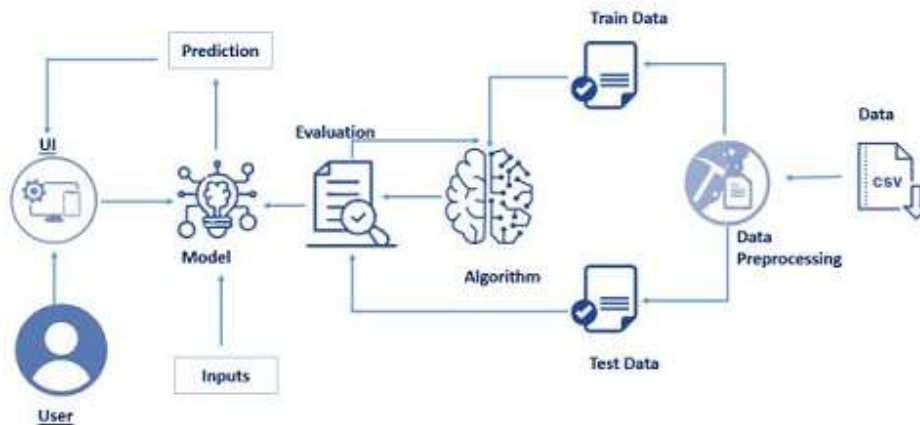 Train Data
Prediction
Evaluation
Data
UI
CSV
Model
Algorithm
Data
Preprocessing
Inputs
Test Data
User